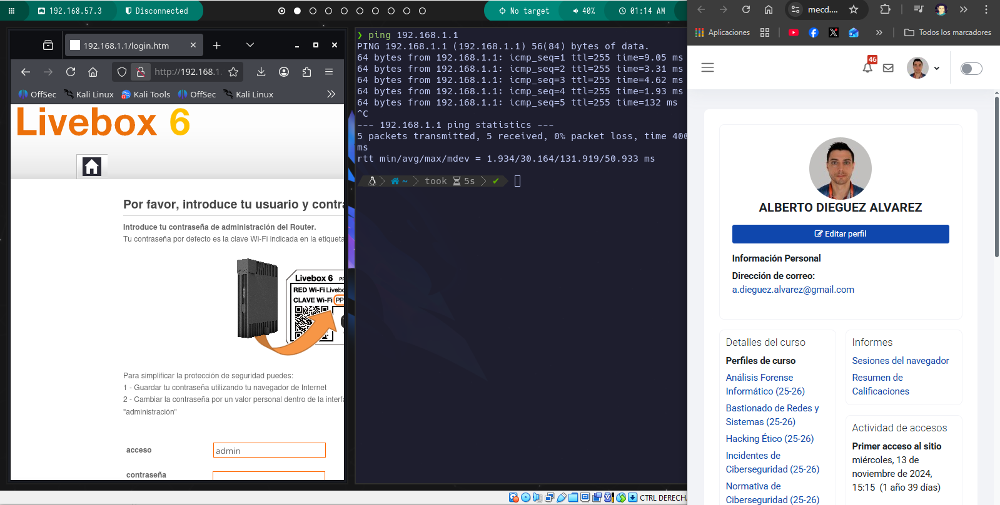 192.168.57.3
Disconnected
No target
40%
01:14 AM
192.168.1.1/login.htm
http://192.168.1.
OffSec
Kali Linux
Kali Tools
OffSec
Kali Linux
Livebox 6
Por favor, introduce tu usuario y contra
Introduce tu contraseña de administración del Router.
Tu contraseña por defecto es la clave Wi-Fi indicada en la etiqueta
Livebox 6
RED Wi-Fi Livebo
CLAVE Wi-Fi PP
Para simplificar la protección de seguridad puedes:
1 - Guardar tu contraseña utilizando tu navegador de Internet
2 - Cambiar la contraseña por un valor personal dentro de la interfa
"administración"
acceso
admin
contraseña
❯ ping 192.168.1.1
PING 192.168.1.1 (192.168.1.1) 56(84) bytes of data.
64 bytes from 192.168.1.1: icmp_seq=1 ttl=255 time=9.05 ms
64 bytes from 192.168.1.1: icmp_seq=2 ttl=255 time=3.31 ms
64 bytes from 192.168.1.1: icmp_seq=3 ttl=255 time=4.62 ms
64 bytes from 192.168.1.1: icmp_seq=4 ttl=255 time=1.93 ms
64 bytes from 192.168.1.1: icmp_seq=5 ttl=255 time=132 ms
^C
--- 192.168.1.1 ping statistics ---
5 packets transmitted, 5 received, 0% packet loss, time 400
ms
rtt min/avg/max/mdev = 1.934/30.164/131.919/50.933 ms
~ took 5s ✔
CTRL DERECHA
mecd....
Aplicaciones
Todos los marcadores
46
ALBERTO DIEGUEZ ALVAREZ
Editar perfil
Información Personal
Dirección de correo:
a.dieguez.alvarez@gmail.com
Detalles del curso
Perfiles de curso
Análisis Forense
Informático (25-26)
Bastionado de Redes y
Sistemas (25-26)
Hacking Ético (25-26)
Incidentes de
Ciberseguridad (25-26)
Normativa de
Ciberseguridad (25-26)
Informes
Sesiones del navegador
Resumen de
Calificaciones
Actividad de accesos
Primer acceso al sitio
miércoles, 13 de
noviembre de 2024,
15:15 (1 año 39 días)